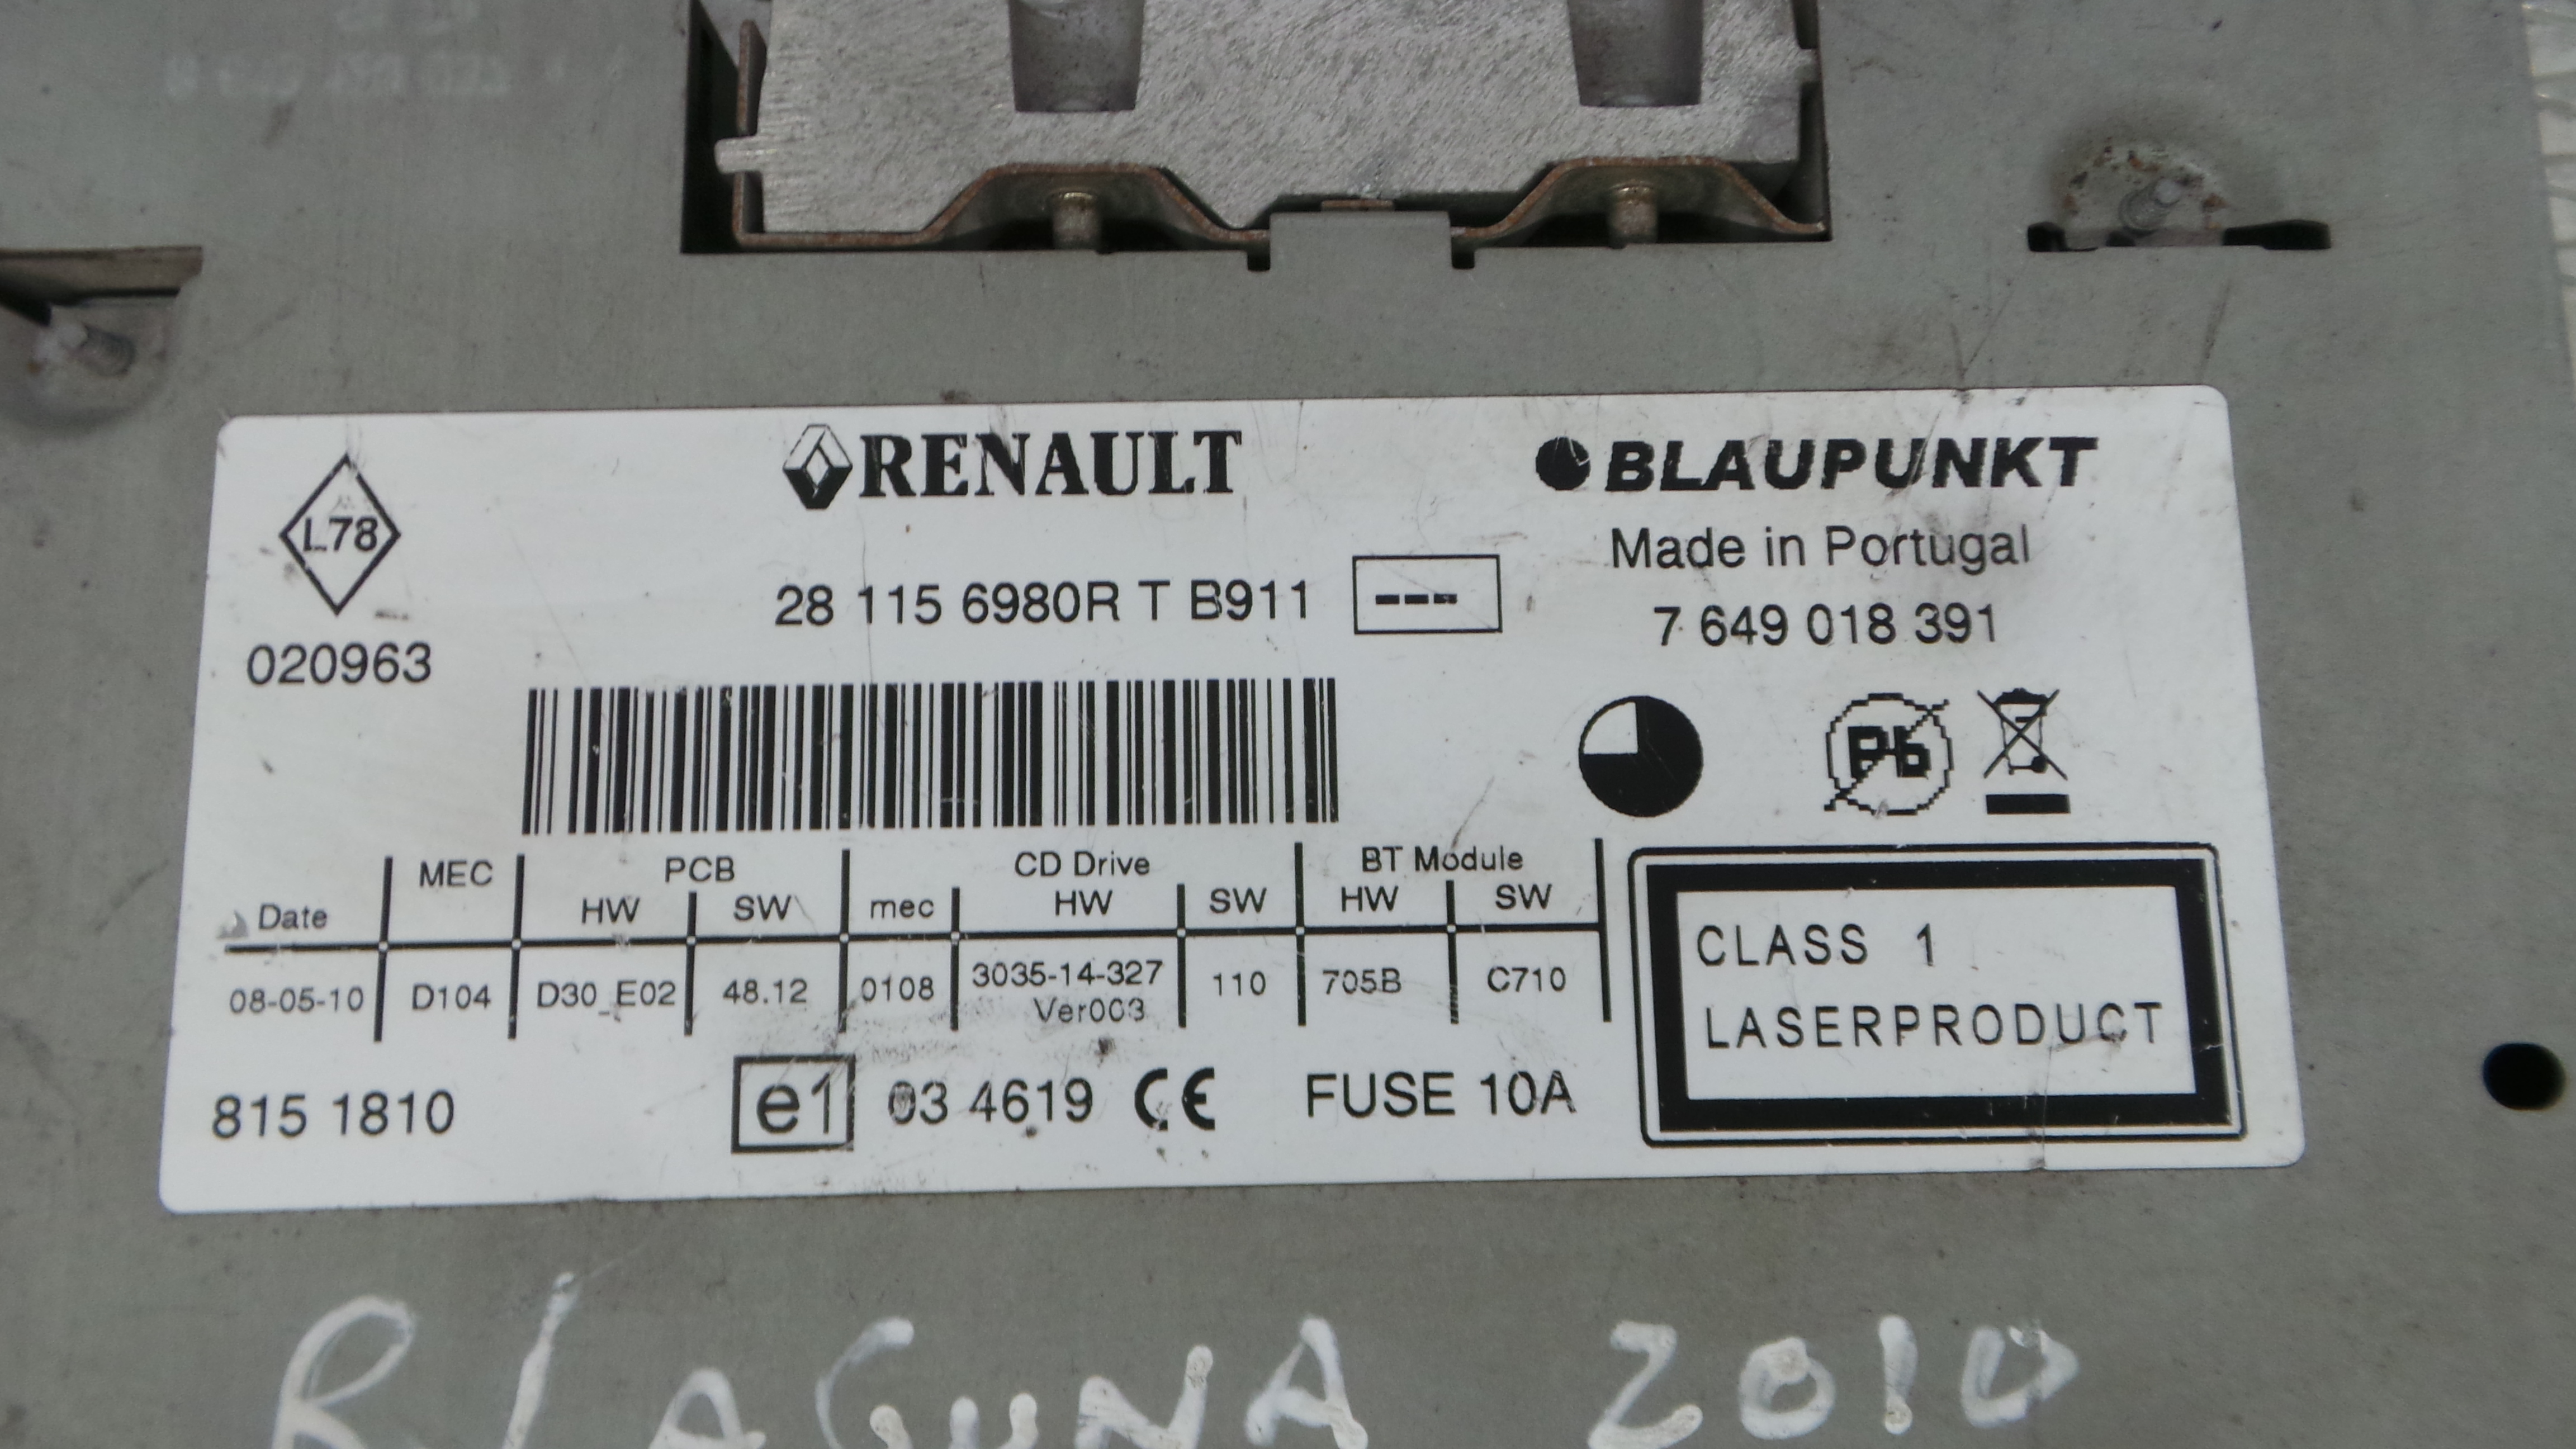 RENAULT
BLAUPUNKT
L78
Made in Portugal
28 115 6980R T B911 ---
7 649 018 391
020963
Pb
MEC PCB CD Drive BT Module
Date HW SW mec HW SW HW SW
08-05-10 D104 D30_E02 48.12 0108 3035-14-327 110 705B C710
Ver003
CLASS 1
LASERPRODUCT
815 1810 e1 03 4619 CE FUSE 10A
R/LAGUNA 2010